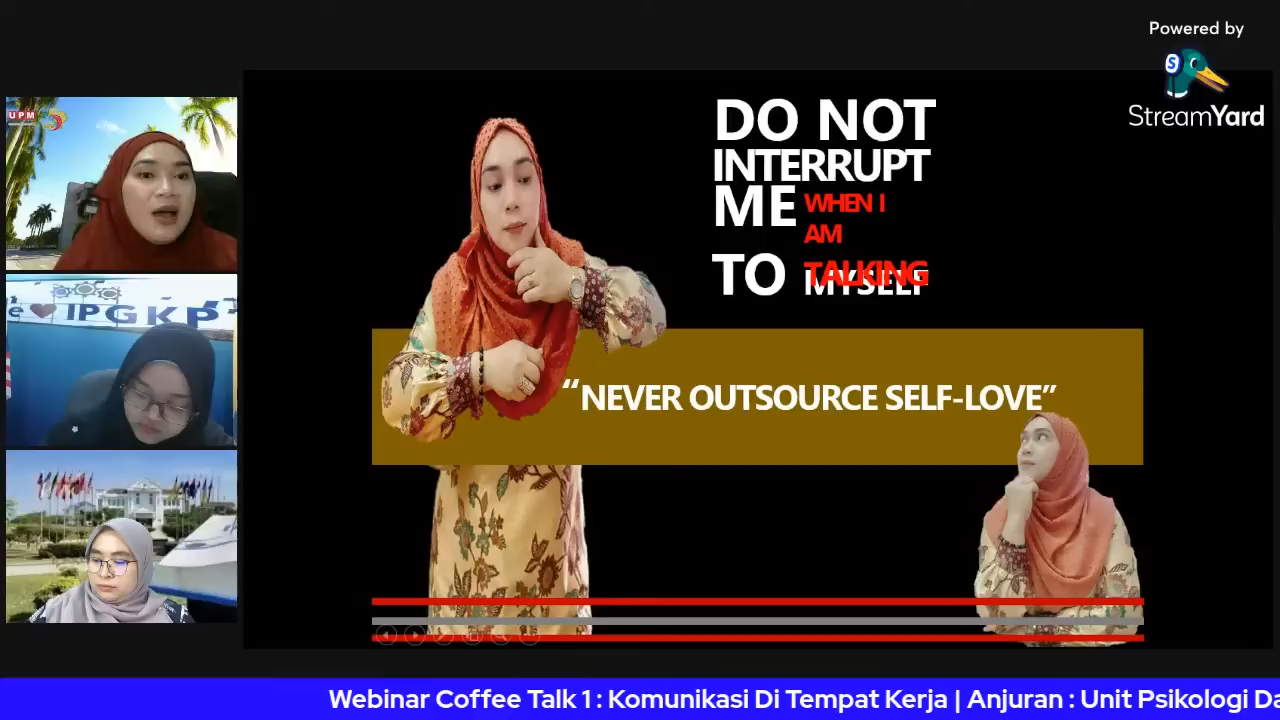 Powered by
StreamYard
UPM
e ❤ IPGKP
DO NOT
INTERRUPT
ME WHEN I
AM
TO TALKING
MYSELF
“NEVER OUTSOURCE SELF-LOVE”
Webinar Coffee Talk 1 : Komunikasi Di Tempat Kerja | Anjuran : Unit Psikologi Da